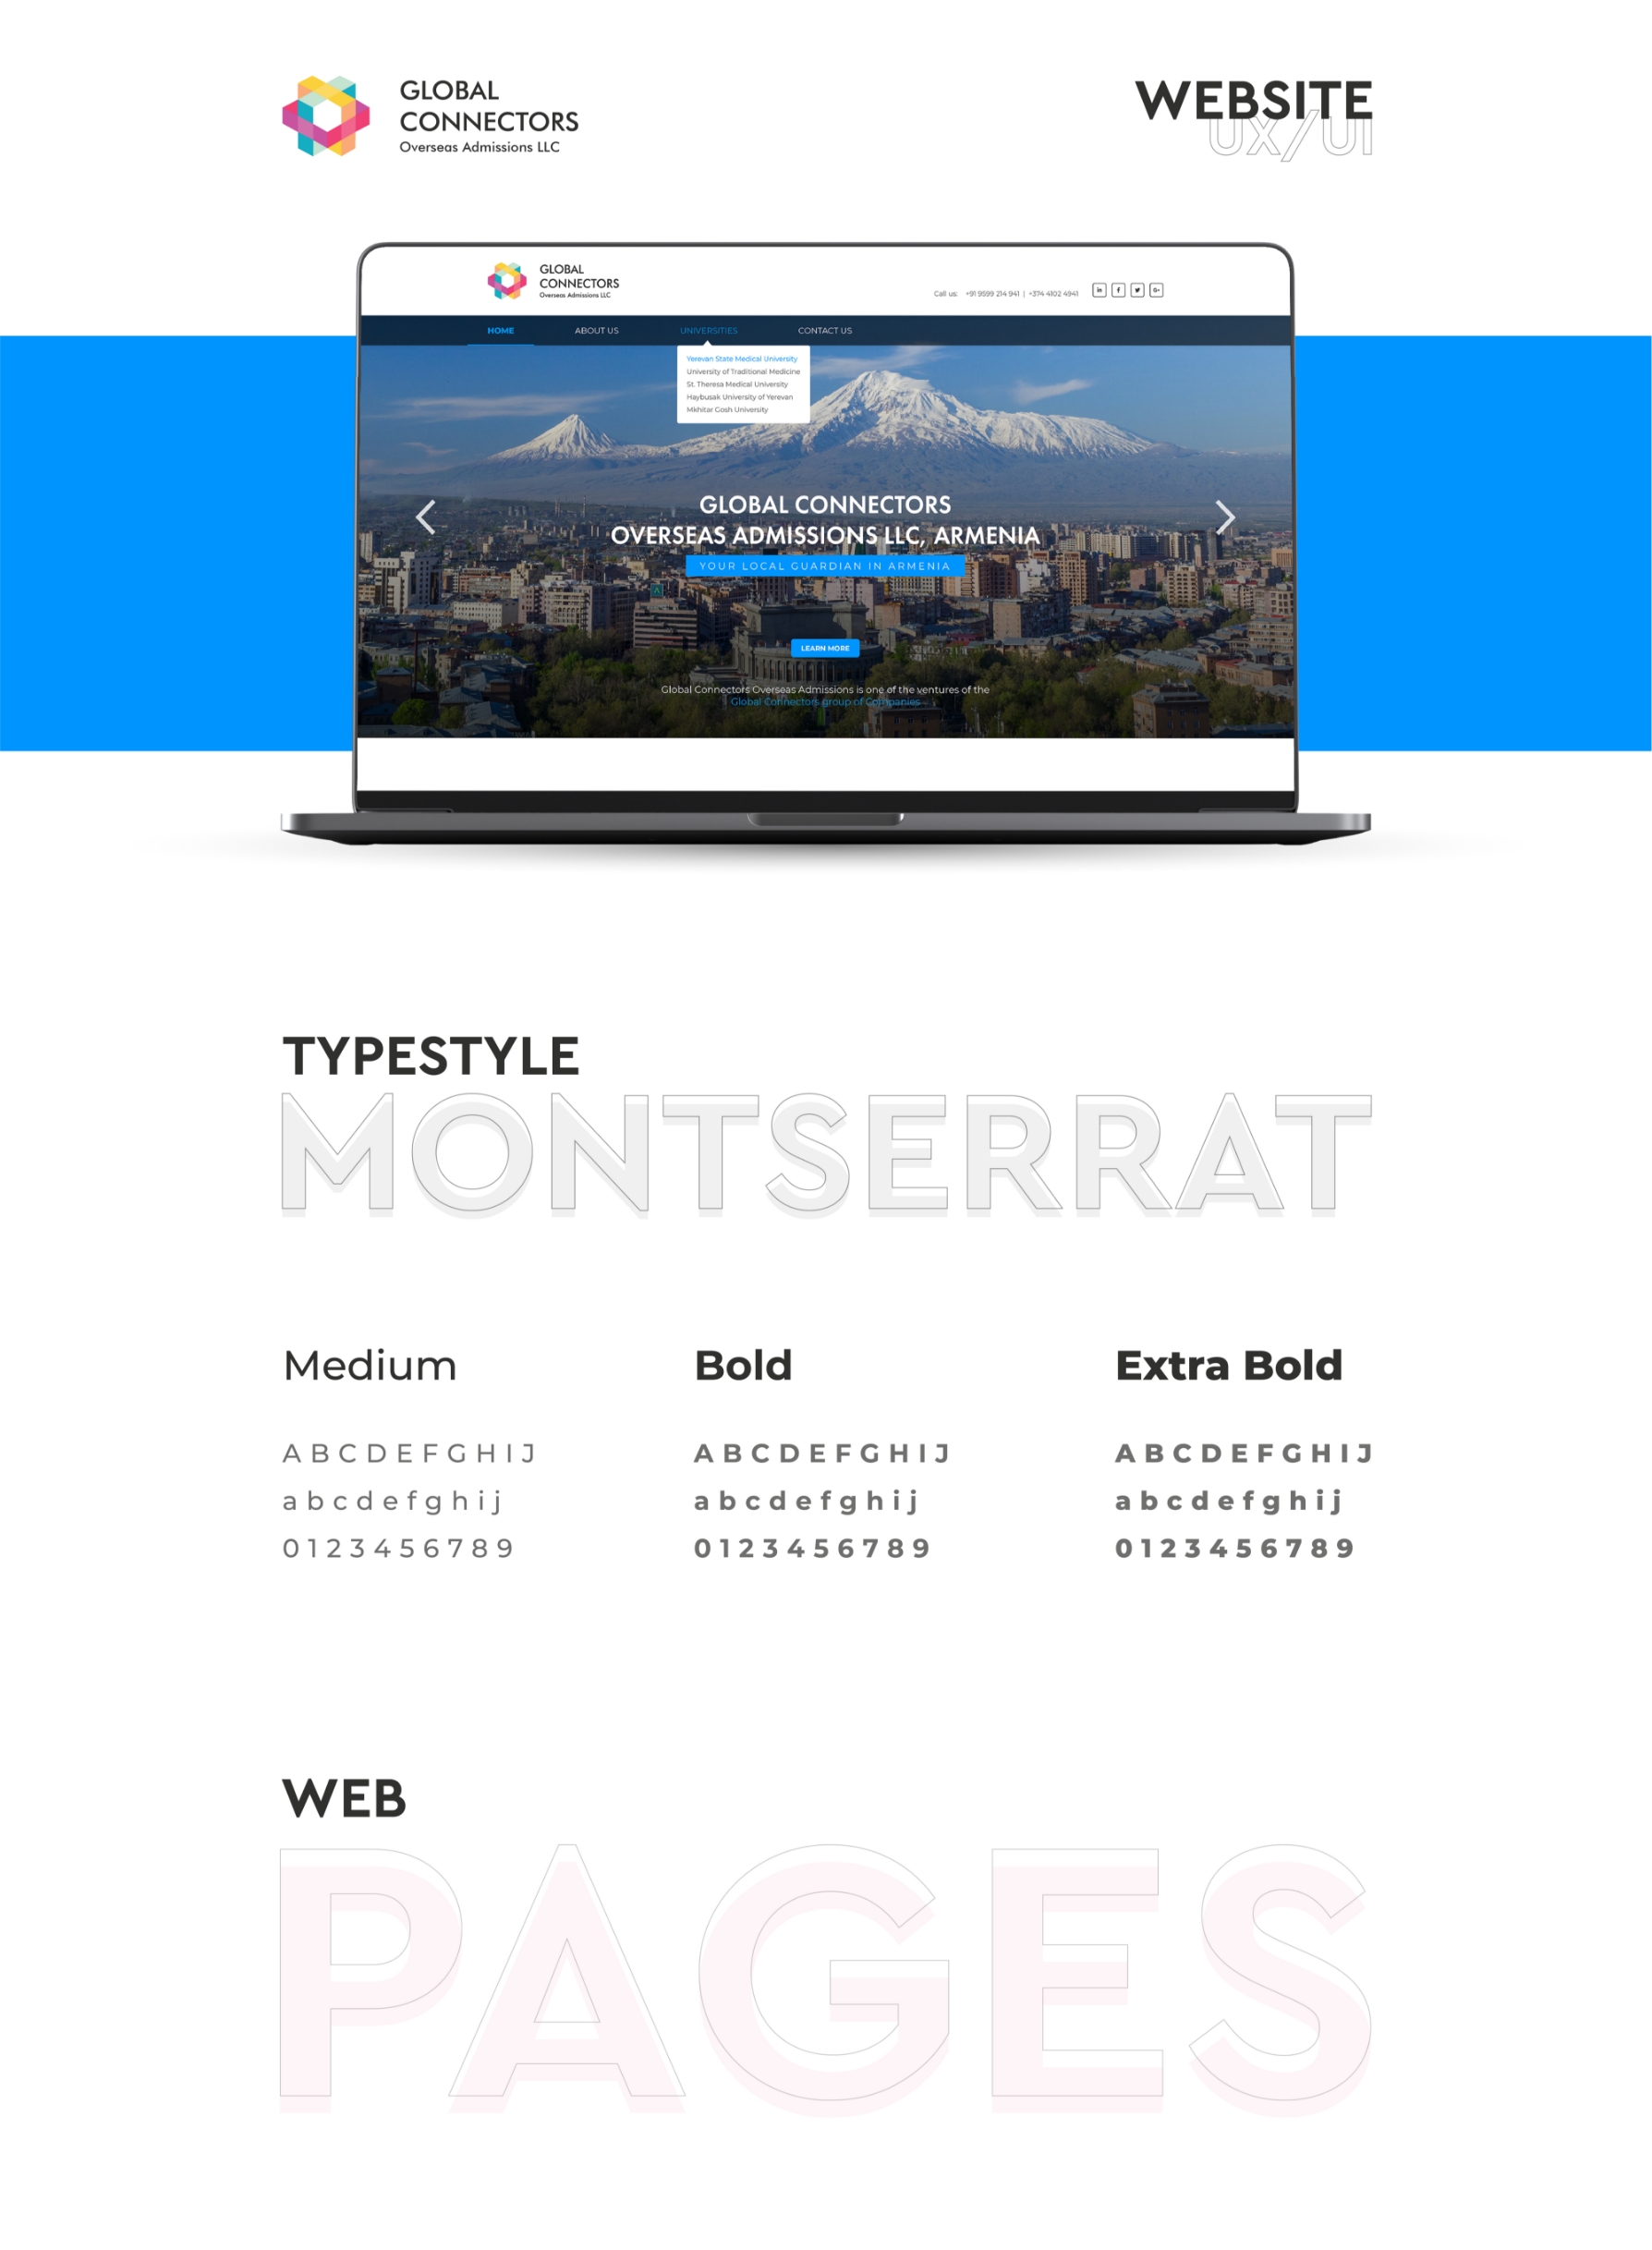 GLOBAL
CONNECTORS
Overseas Admissions LLC
WEBSITE
UX/UI
GLOBAL
CONNECTORS
Overseas Admissions LLC
Call us: +91 9599 214 941 | +374 4102 4941
HOME ABOUT US UNIVERSITIES CONTACT US
Yerevan State Medical University
University of Traditional Medicine
St. Theresa Medical University
Haybusak University of Yerevan
Mkhitar Gosh University
GLOBAL CONNECTORS
OVERSEAS ADMISSIONS LLC, ARMENIA
YOUR LOCAL GUARDIAN IN ARMENIA
LEARN MORE
Global Connectors Overseas Admissions is one of the ventures of the
Global Connectors group of Companies
TYPESTYLE
MONTSERRAT
Medium
A B C D E F G H I J
a b c d e f g h i j
0 1 2 3 4 5 6 7 8 9
Bold
A B C D E F G H I J
a b c d e f g h i j
0 1 2 3 4 5 6 7 8 9
Extra Bold
A B C D E F G H I J
a b c d e f g h i j
0 1 2 3 4 5 6 7 8 9
WEB
PAGES